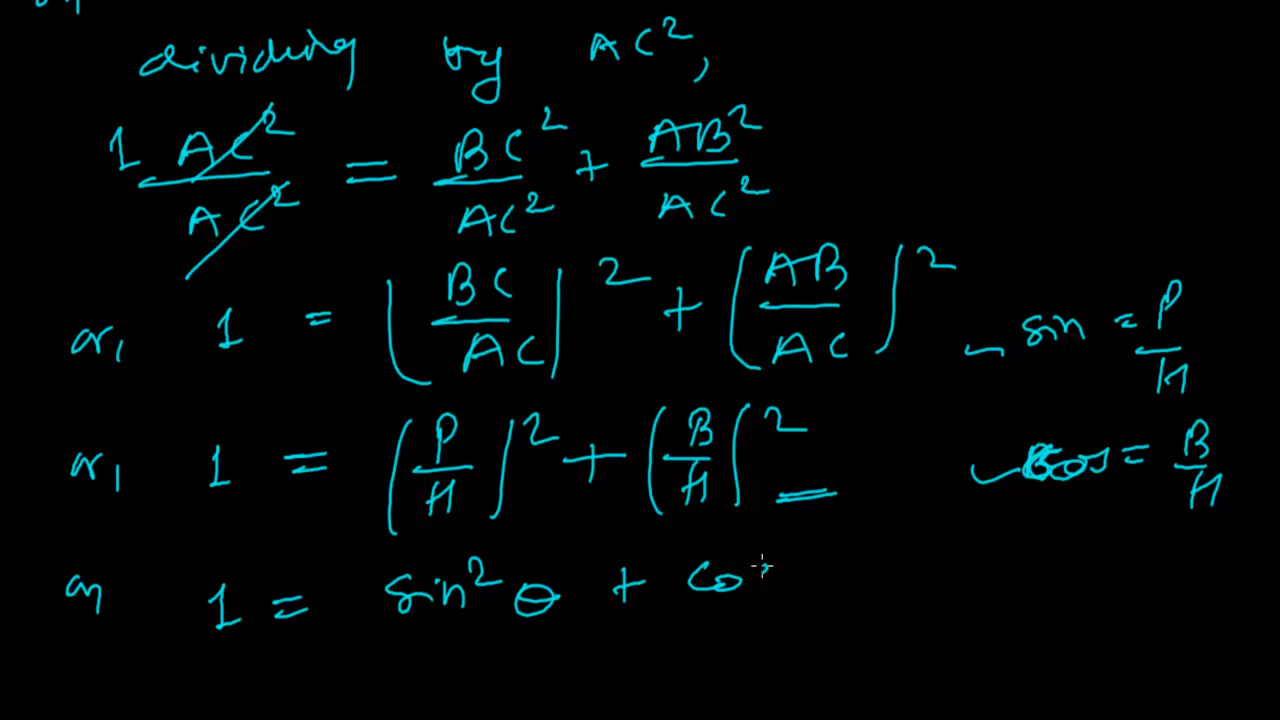 dividing by AC²,
1 AC²/AC² = BC²/AC² + AB²/AC²
or, 1 = (BC/AC)² + (AB/AC)²
sin = P/H
or, 1 = (P/H)² + (B/H)²
cos = B/H
or 1 = sin²θ + co